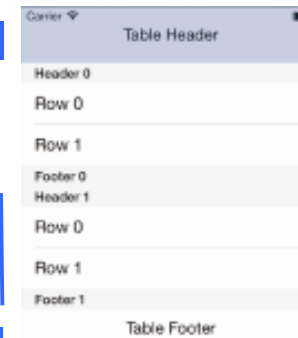 Carrier
Table Header
Header 0
Row 0
Row 1
Footer 0
Header 1
Row 0
Row 1
Footer 1
Table Footer